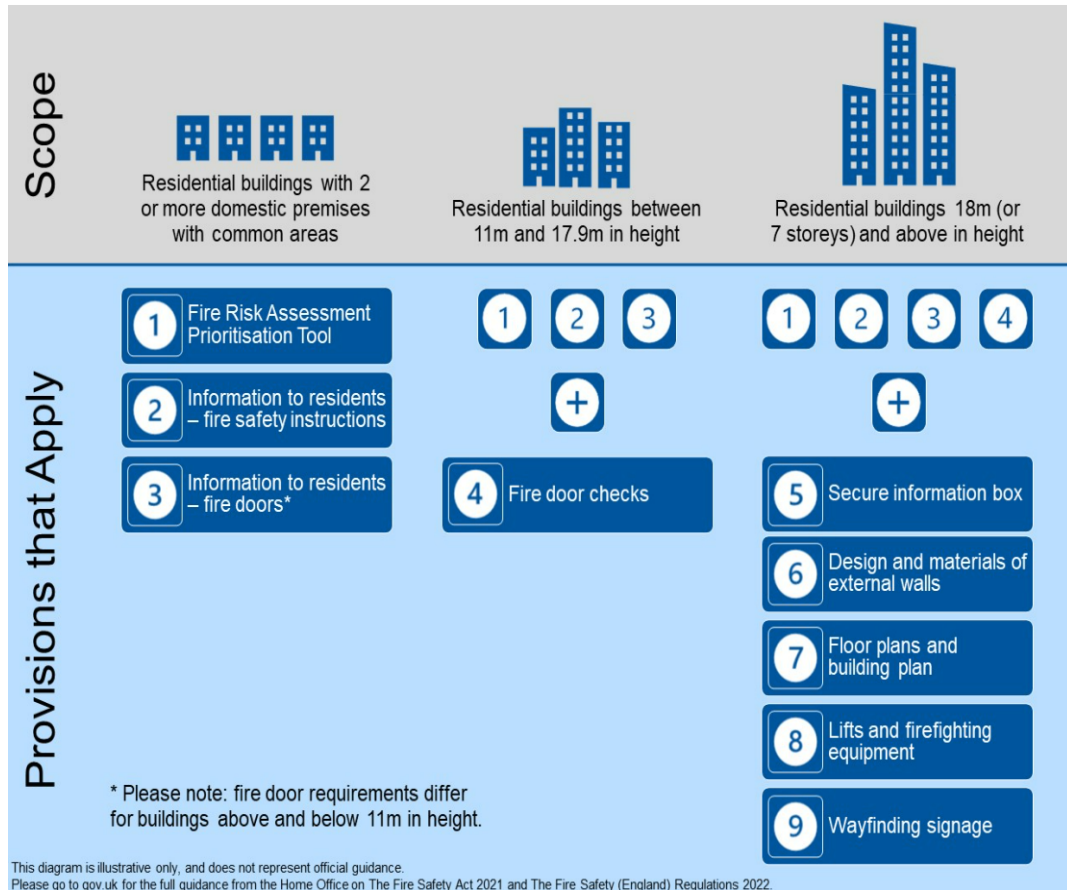 Scope
Residential buildings with 2
or more domestic premises
with common areas
Residential buildings between
11m and 17.9m in height
Residential buildings 18m (or
7 storeys) and above in height
Provisions that Apply
1 Fire Risk Assessment
Prioritisation Tool
2 Information to residents
– fire safety instructions
3 Information to residents
– fire doors*
1 2 3
+
4 Fire door checks
1 2 3 4
+
5 Secure information box
6 Design and materials of
external walls
7 Floor plans and
building plan
8 Lifts and firefighting
equipment
9 Wayfinding signage
* Please note: fire door requirements differ
for buildings above and below 11m in height.
This diagram is illustrative only, and does not represent official guidance.
Please go to gov.uk for the full guidance from the Home Office on The Fire Safety Act 2021 and The Fire Safety (England) Regulations 2022.